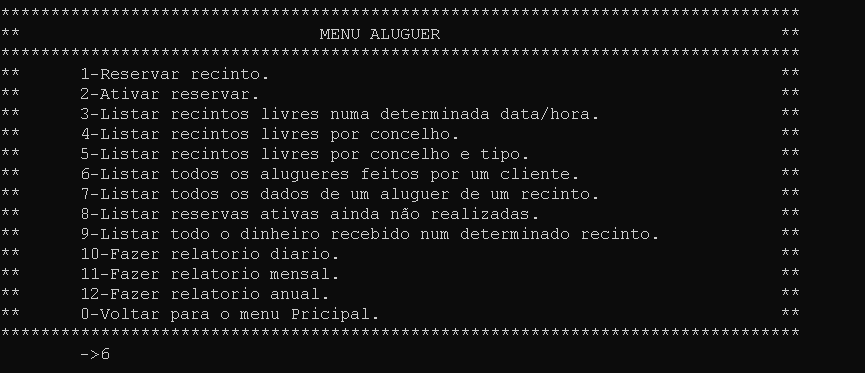 ********************************************************************************
** MENU ALUGUER **
********************************************************************************
** 1-Reservar recinto. **
** 2-Ativar reservar. **
** 3-Listar recintos livres numa determinada data/hora. **
** 4-Listar recintos livres por concelho. **
** 5-Listar recintos livres por concelho e tipo. **
** 6-Listar todos os alugueres feitos por um cliente. **
** 7-Listar todos os dados de um aluguer de um recinto. **
** 8-Listar reservas ativas ainda não realizadas. **
** 9-Listar todo o dinheiro recebido num determinado recinto. **
** 10-Fazer relatorio diario. **
** 11-Fazer relatorio mensal. **
** 12-Fazer relatorio anual. **
** 0-Voltar para o menu Pricipal. **
********************************************************************************
->6